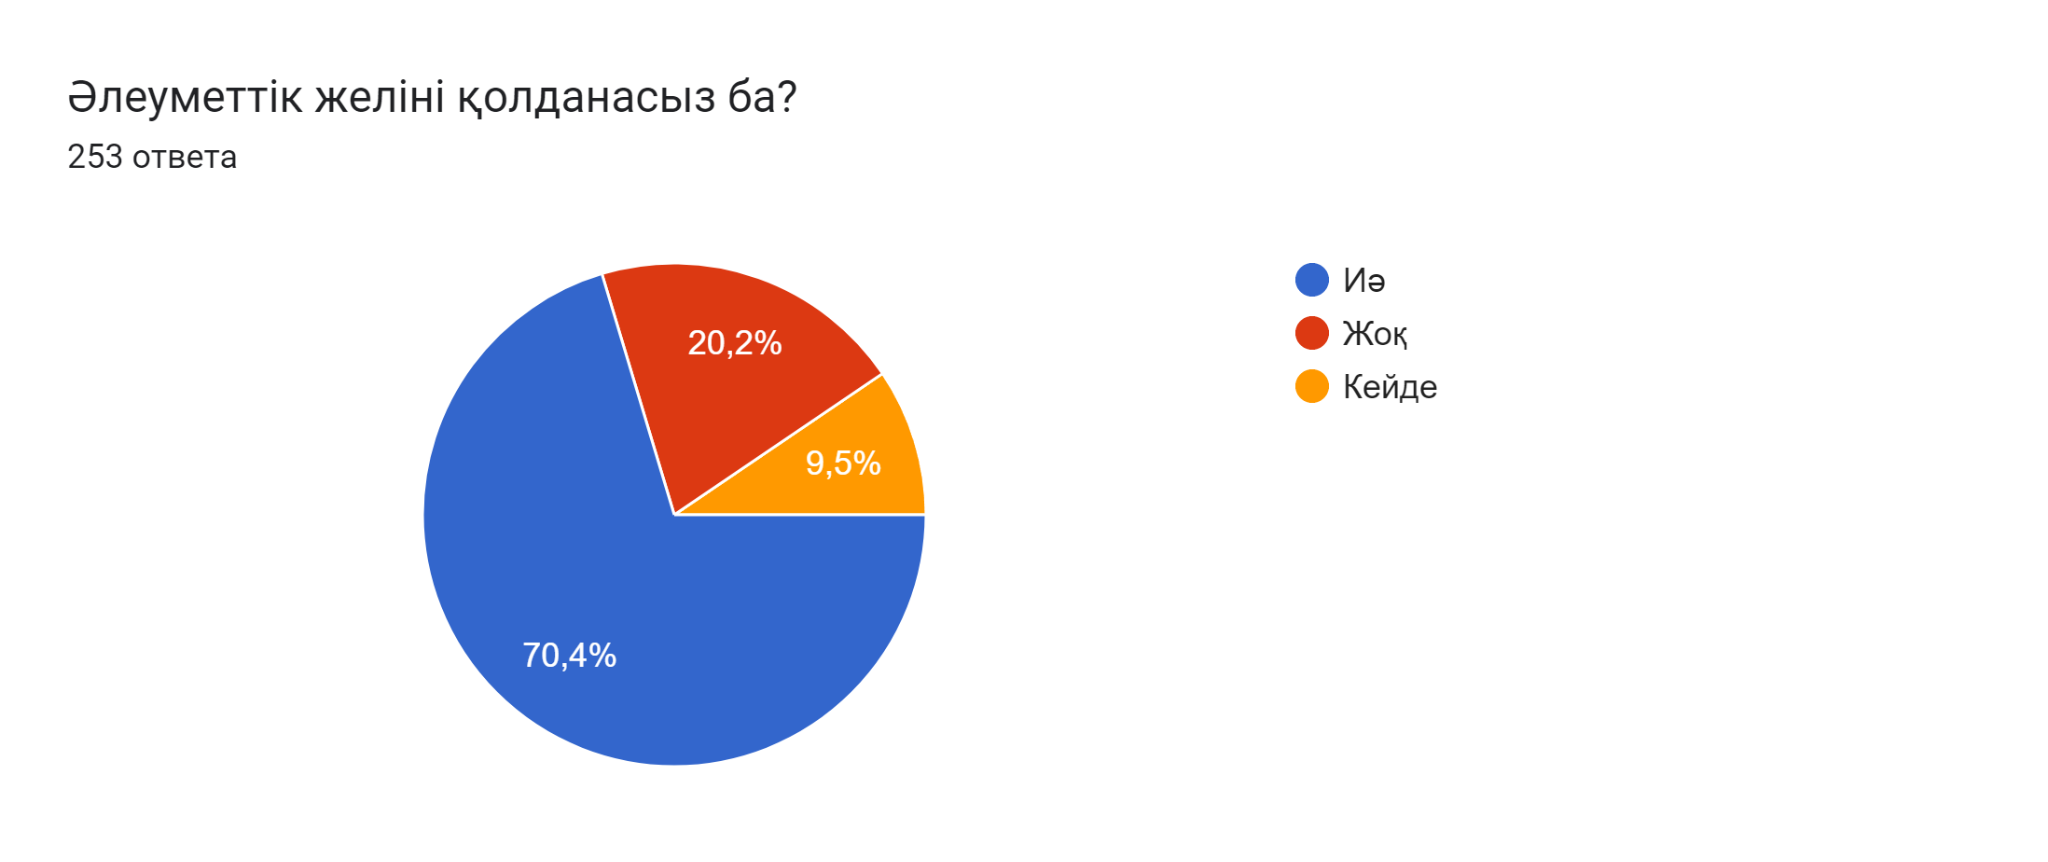 Әлеуметтік желіні қолданасыз ба?
253 ответа
Иә
Жоқ
Кейде
20,2%
9,5%
70,4%